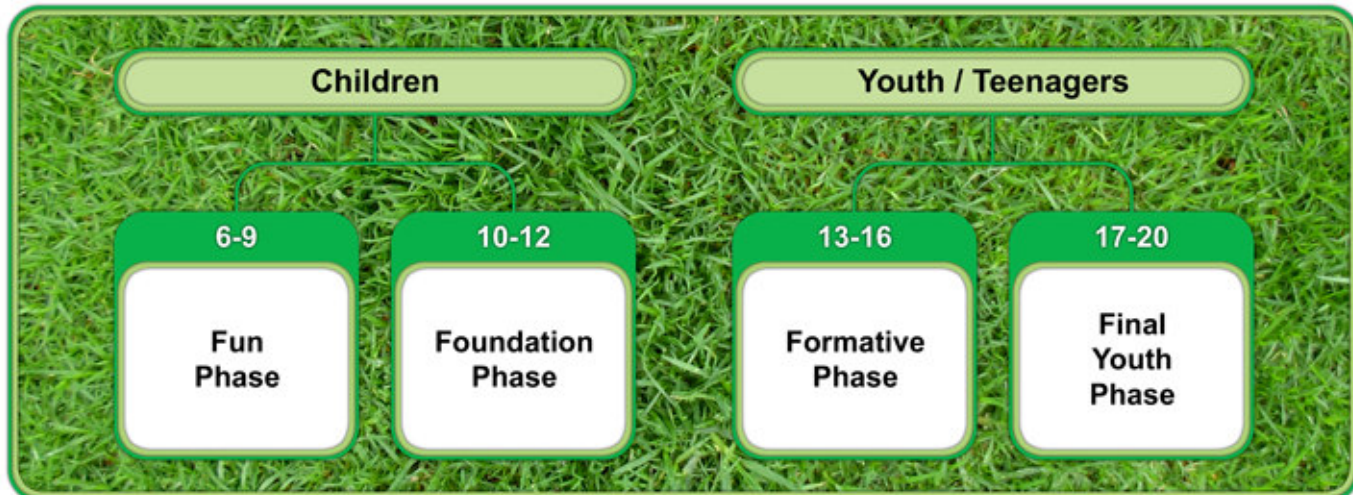 Children
Youth / Teenagers
6-9
Fun
Phase
10-12
Foundation
Phase
13-16
Formative
Phase
17-20
Final
Youth
Phase